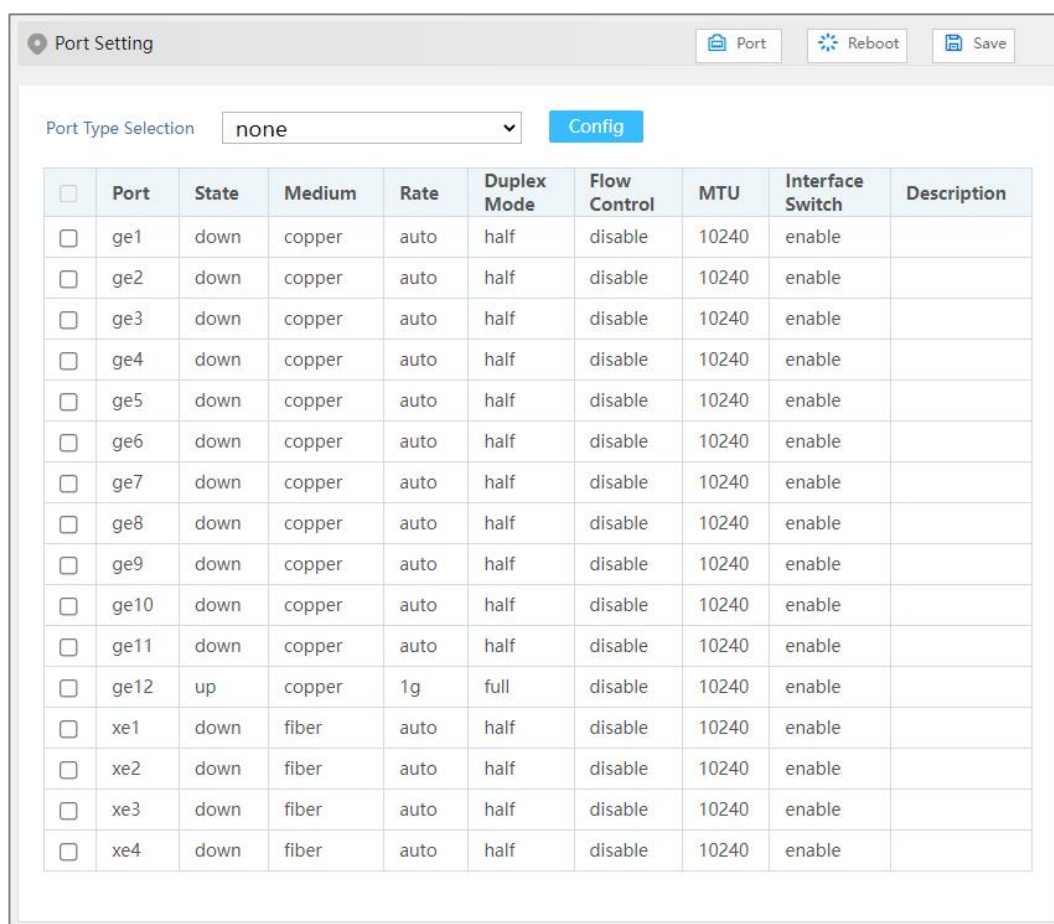 Port Setting Port Reboot Save
Port Type Selection none Config
Port State Medium Rate Duplex Mode Flow Control MTU Interface Switch Description
ge1 down copper auto half disable 10240 enable
ge2 down copper auto half disable 10240 enable
ge3 down copper auto half disable 10240 enable
ge4 down copper auto half disable 10240 enable
ge5 down copper auto half disable 10240 enable
ge6 down copper auto half disable 10240 enable
ge7 down copper auto half disable 10240 enable
ge8 down copper auto half disable 10240 enable
ge9 down copper auto half disable 10240 enable
ge10 down copper auto half disable 10240 enable
ge11 down copper auto half disable 10240 enable
ge12 up copper 1g full disable 10240 enable
xe1 down fiber auto half disable 10240 enable
xe2 down fiber auto half disable 10240 enable
xe3 down fiber auto half disable 10240 enable
xe4 down fiber auto half disable 10240 enable